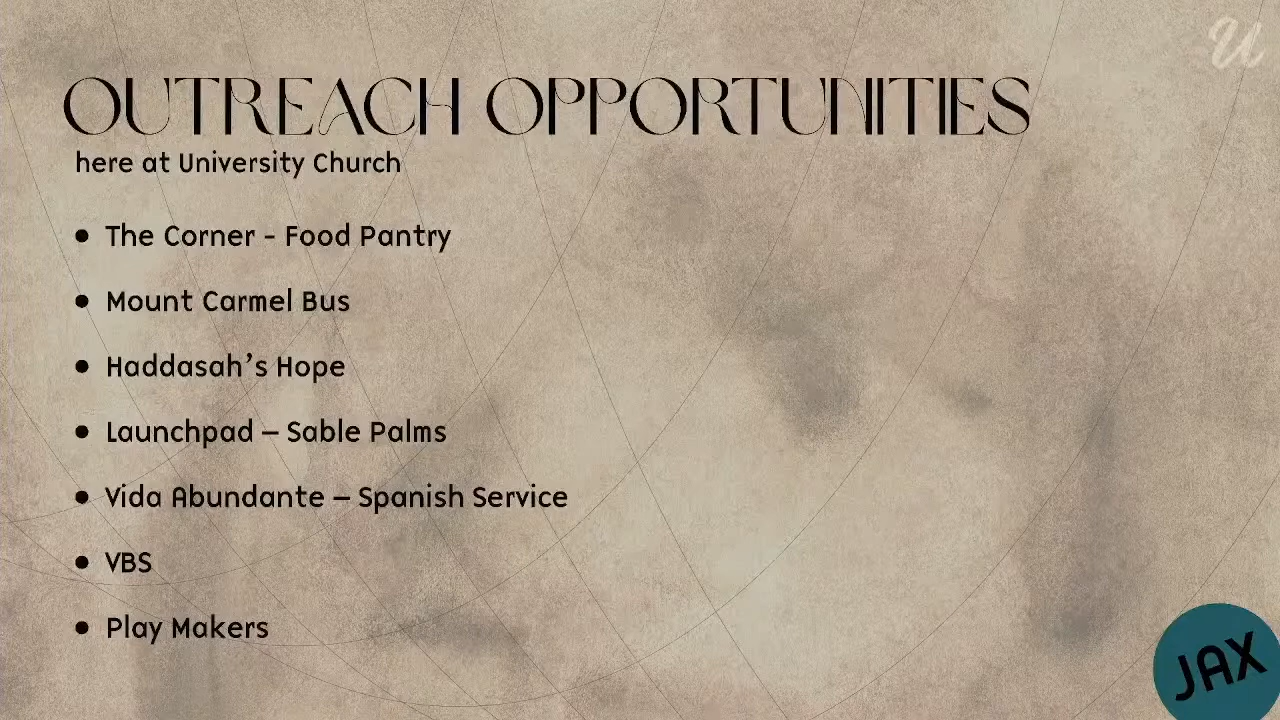 U
OUTREACH OPPORTUNITIES
here at University Church
• The Corner - Food Pantry
• Mount Carmel Bus
• Haddasah's Hope
• Launchpad – Sable Palms
• Vida Abundante – Spanish Service
• VBS
• Play Makers
JAX